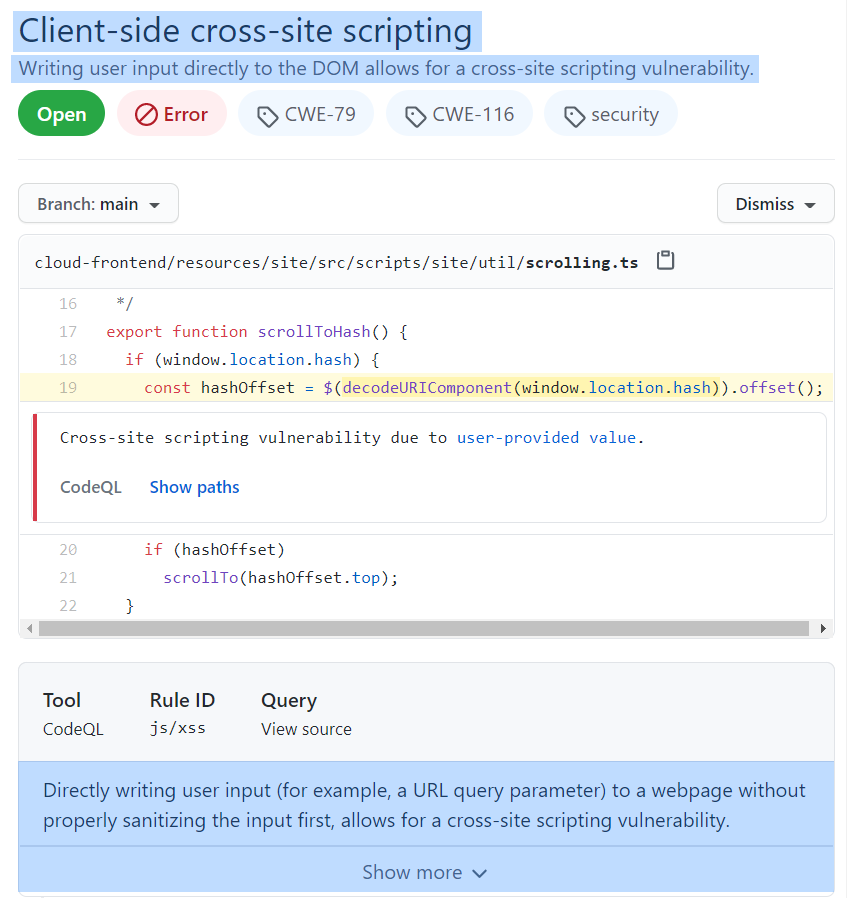 Client-side cross-site scripting
Writing user input directly to the DOM allows for a cross-site scripting vulnerability.
Open Error CWE-79 CWE-116 security
Branch: main Dismiss
cloud-frontend/resources/site/src/scripts/site/util/scrolling.ts
16 */
17 export function scrollToHash() {
18 if (window.location.hash) {
19 const hashOffset = $(decodeURIComponent(window.location.hash)).offset();
Cross-site scripting vulnerability due to user-provided value.
CodeQL Show paths
20 if (hashOffset)
21 scrollTo(hashOffset.top);
22 }
Tool Rule ID Query
CodeQL js/xss View source
Directly writing user input (for example, a URL query parameter) to a webpage without
properly sanitizing the input first, allows for a cross-site scripting vulnerability.
Show more